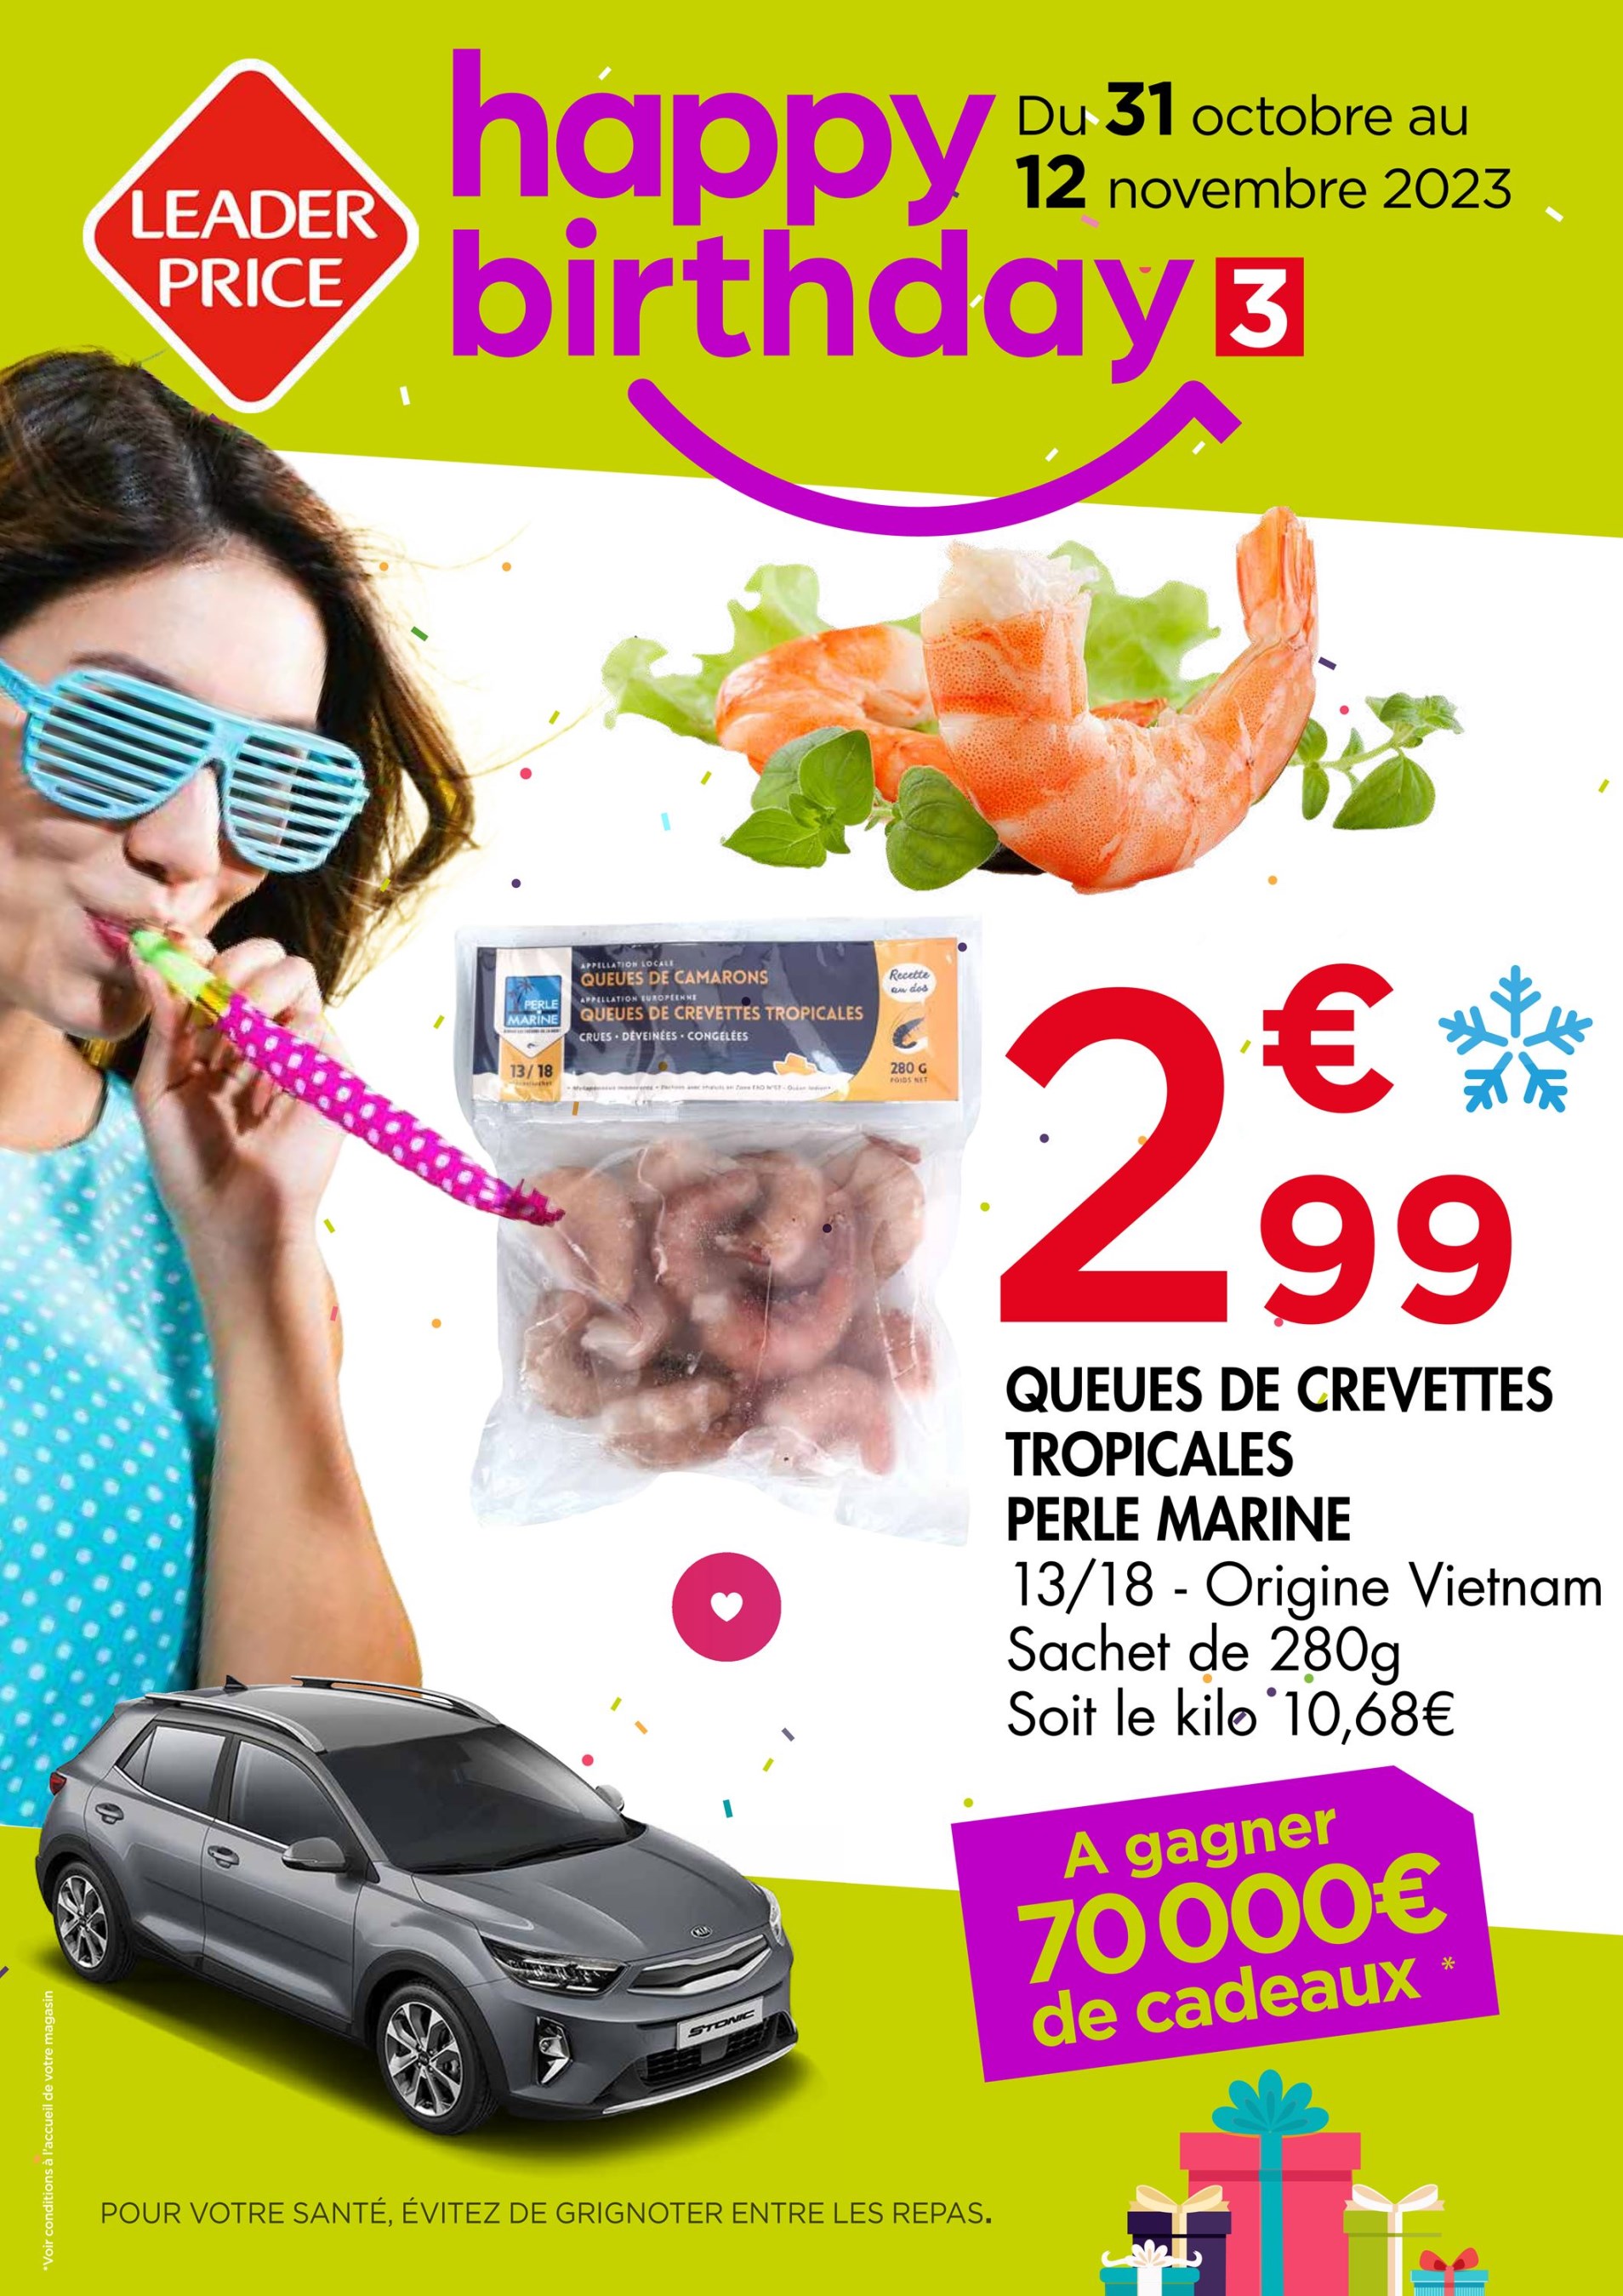 LEADER
PRICE
happy
birthday 3
Du 31 octobre au
12 novembre 2023
APPELLATION LOCALE
QUEUES DE CAMARONS
APPELLATION EUROPÉENNE
QUEUES DE CREVETTES TROPICALES
CRUES • DÉVEINÉES • CONGELÉES
PERLE
MARINE
13/18
Recette
au dos
280 G
POIDS NET
2€99
QUEUES DE CREVETTES
TROPICALES
PERLE MARINE
13/18 - Origine Vietnam
Sachet de 280g
Soit le kilo 10,68€
A gagner
70 000€
de cadeaux *
KIA
STONIC
*Voir conditions à l'accueil de votre magasin
POUR VOTRE SANTÉ, ÉVITEZ DE GRIGNOTER ENTRE LES REPAS.